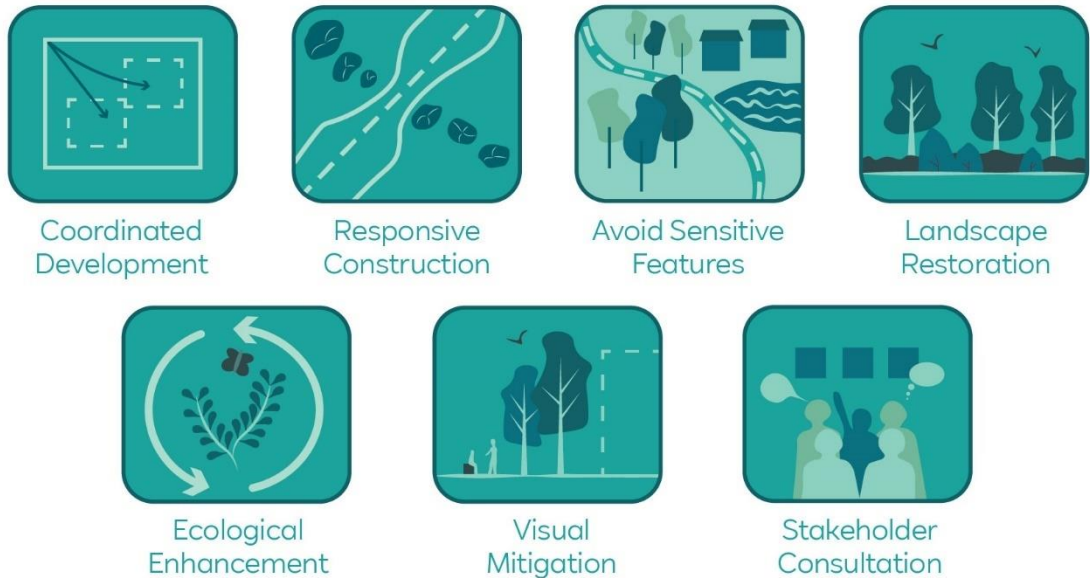 Coordinated
Development
Responsive
Construction
Avoid Sensitive
Features
Landscape
Restoration
Ecological
Enhancement
Visual
Mitigation
Stakeholder
Consultation